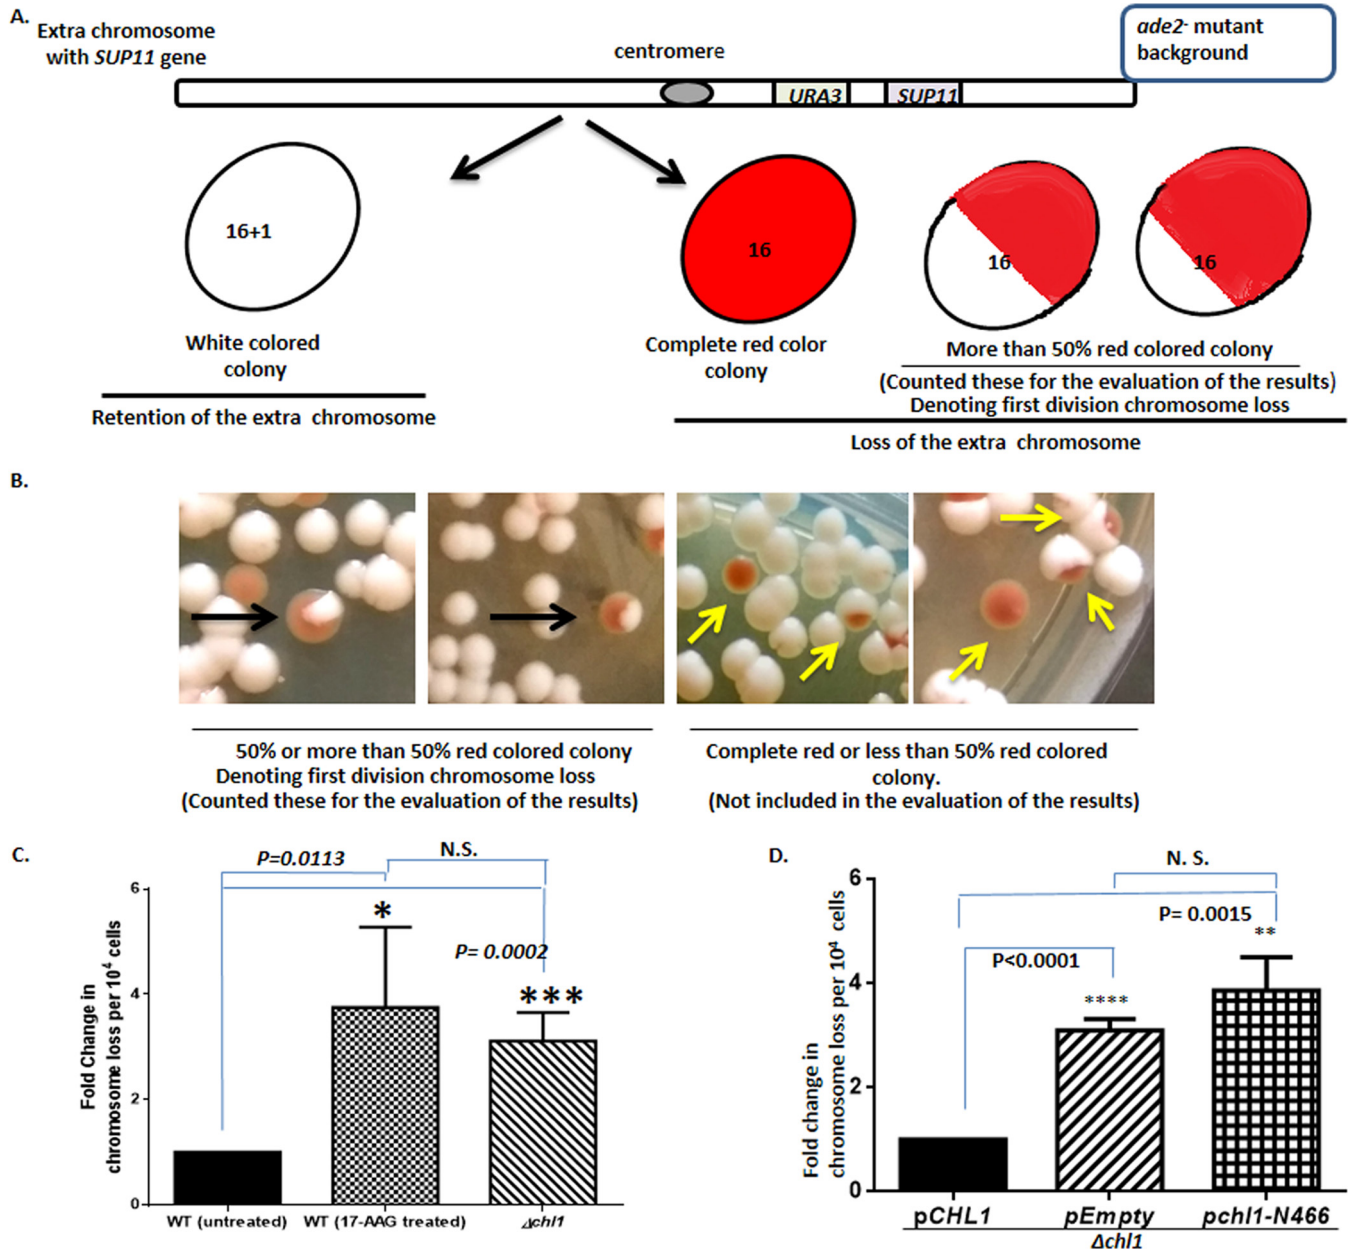 A.
Extra chromosome
with SUP11 gene
centromere
ade2- mutant
background
URA3
SUP11
16+1
16
16
16
White colored
colony
Retention of the extra chromosome
Complete red color
colony
More than 50% red colored colony
(Counted these for the evaluation of the results)
Denoting first division chromosome loss
Loss of the extra chromosome
B.
50% or more than 50% red colored colony
Denoting first division chromosome loss
(Counted these for the evaluation of the results)
Complete red or less than 50% red colored
colony.
(Not included in the evaluation of the results)
C.
P=0.0113
N.S.
*
P= 0.0002
***
Fold Change in
chromosome loss per 10⁴ cells
6
4
2
0
WT (untreated)
WT (17-AAG treated)
Δchl1
D.
N. S.
P= 0.0015
**
P<0.0001
****
Fold change in
chromosome loss per 10⁴ cells
6
4
2
0
pCHL1
pEmpty
pchl1-N466
Δchl1